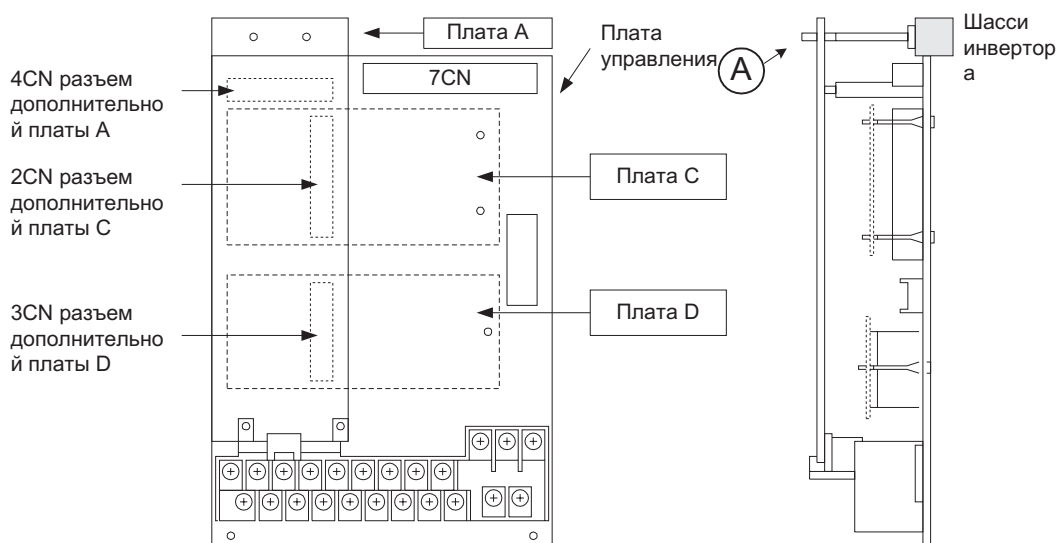 Плата A
Плата
управления
A
Шасси
инвертор
а
7CN
4CN разъем
дополнительно
й платы A
2CN разъем
дополнительно
й платы C
Плата C
3CN разъем
дополнительно
й платы D
Плата D